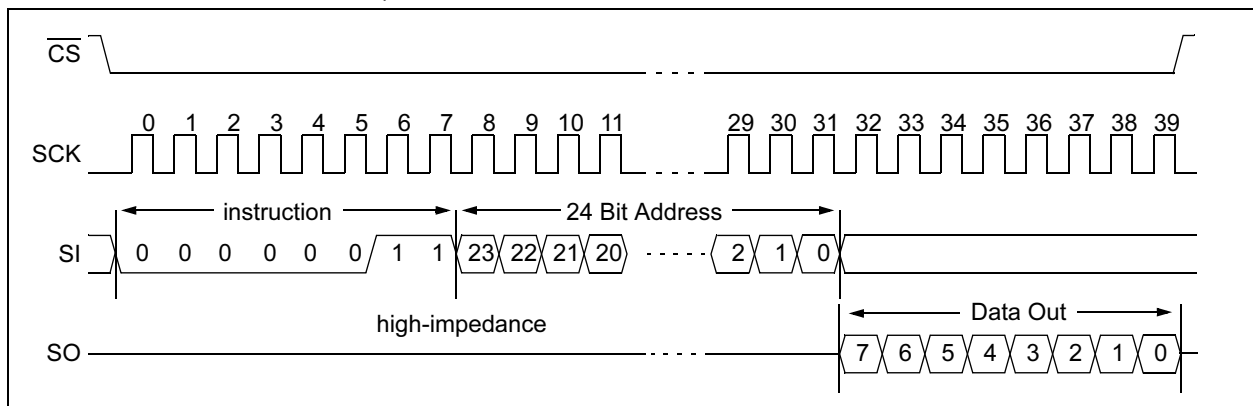 CS
0 1 2 3 4 5 6 7 8 9 10 11 29 30 31 32 33 34 35 36 37 38 39
SCK
instruction 24 Bit Address
SI 0 0 0 0 0 0 1 1 23 22 21 20 2 1 0
high-impedance Data Out
SO 7 6 5 4 3 2 1 0